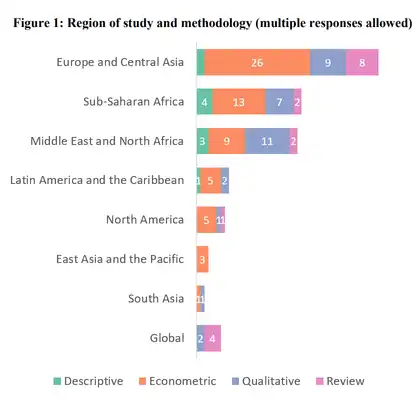 Figure 1: Region of study and methodology (multiple responses allowed)
Europe and Central Asia 26 9 8
Sub-Saharan Africa 4 13 7 2
Middle East and North Africa 3 9 11 2
Latin America and the Caribbean 1 5 2
North America 5 1 1
East Asia and the Pacific 3
South Asia 1 1
Global 2 4
Descriptive Econometric Qualitative Review